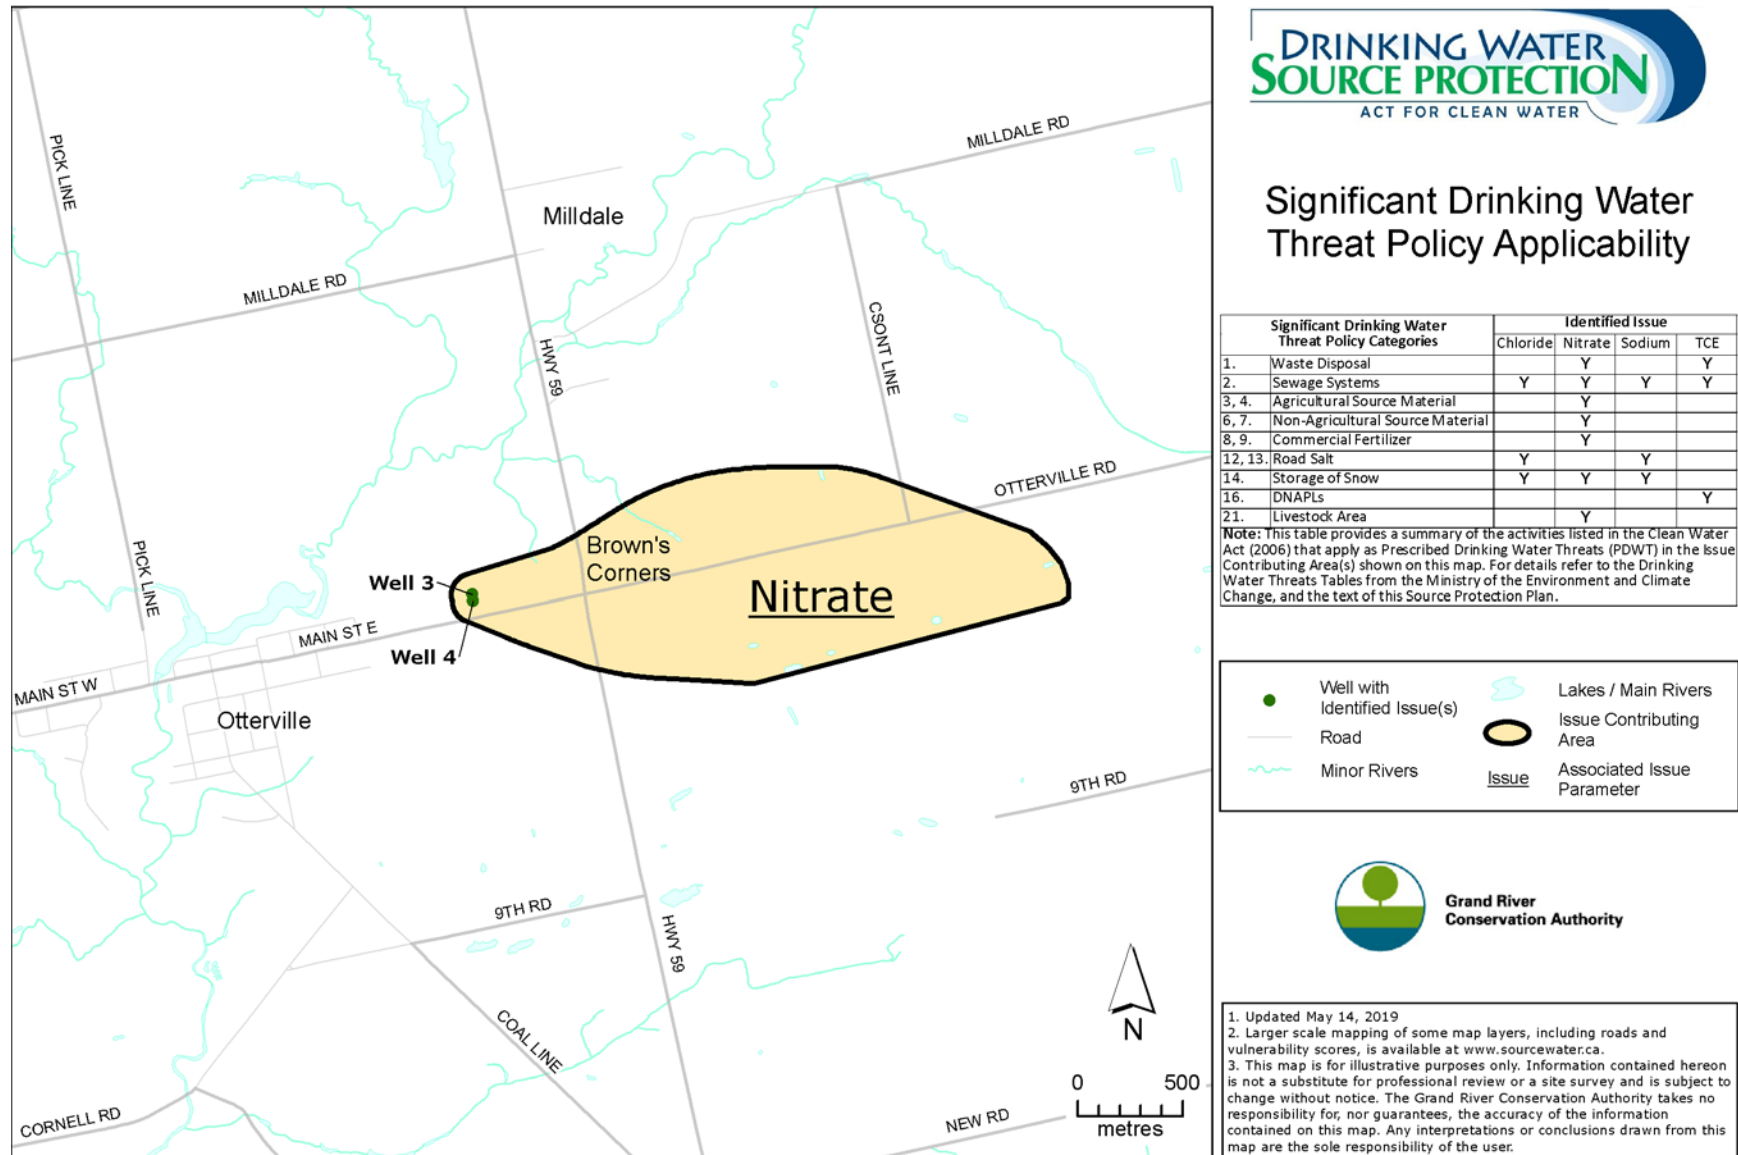 PICK LINE
MILLDALE RD
Milldale
MILLDALE RD
HWY 59
CSONT LINE
OTTERVILLE RD
Brown's
Corners
Nitrate
Well 3
Well 4
PICK LINE
MAIN ST E
MAIN ST W
Otterville
9TH RD
9TH RD
HWY 59
COAL LINE
CORNELL RD
NEW RD
N
0 500
metres
DRINKING WATER
SOURCE PROTECTION
ACT FOR CLEAN WATER
Significant Drinking Water
Threat Policy Applicability
Significant Drinking Water
Threat Policy Categories
Identified Issue
Chloride Nitrate Sodium TCE
1. Waste Disposal Y Y
2. Sewage Systems Y Y Y Y
3, 4. Agricultural Source Material Y
6, 7. Non-Agricultural Source Material Y
8, 9. Commercial Fertilizer Y
12, 13. Road Salt Y Y
14. Storage of Snow Y Y Y
16. DNAPLs Y
21. Livestock Area Y
Note: This table provides a summary of the activities listed in the Clean Water
Act (2006) that apply as Prescribed Drinking Water Threats (PDWT) in the Issue
Contributing Area(s) shown on this map. For details refer to the Drinking
Water Threats Tables from the Ministry of the Environment and Climate
Change, and the text of this Source Protection Plan.
Well with
Identified Issue(s)
Road
Minor Rivers
Lakes / Main Rivers
Issue Contributing
Area
Issue
Associated Issue
Parameter
Grand River
Conservation Authority
1. Updated May 14, 2019
2. Larger scale mapping of some map layers, including roads and
vulnerability scores, is available at www.sourcewater.ca.
3. This map is for illustrative purposes only. Information contained hereon
is not a substitute for professional review or a site survey and is subject to
change without notice. The Grand River Conservation Authority takes no
responsibility for, nor guarantees, the accuracy of the information
contained on this map. Any interpretations or conclusions drawn from this
map are the sole responsibility of the user.